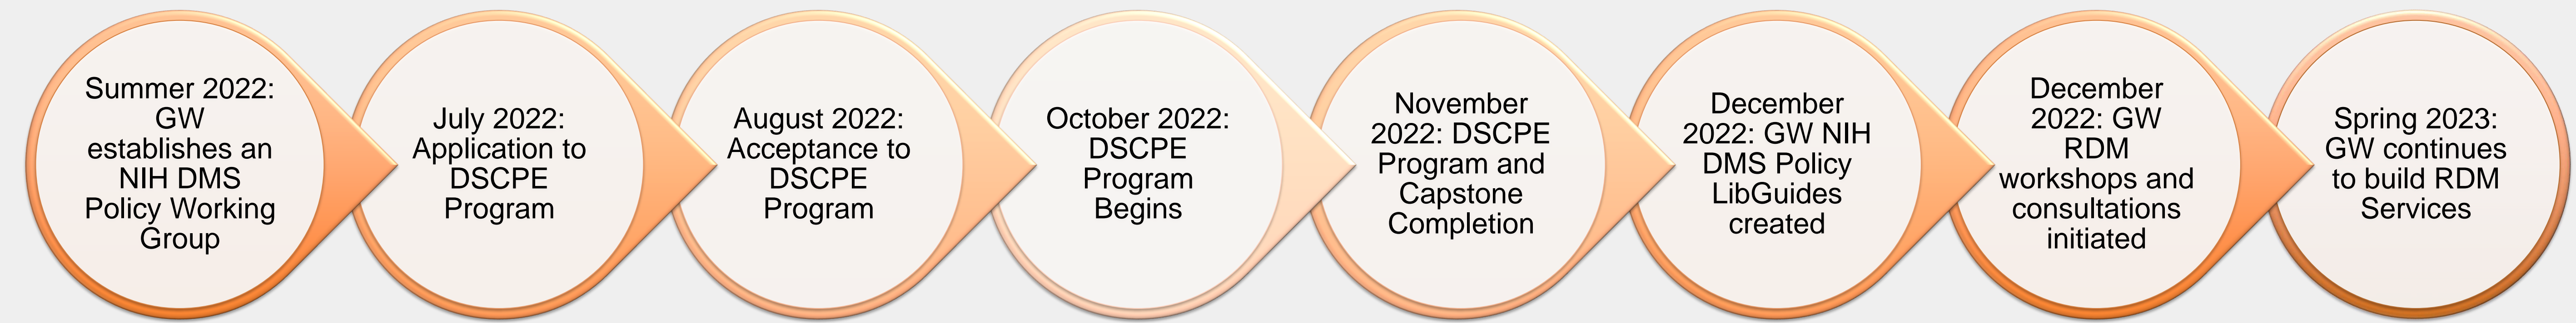 Summer 2022:
GW
establishes an
NIH DMS
Policy Working
Group
July 2022:
Application to
DSCPE
Program
August 2022:
Acceptance to
DSCPE
Program
October 2022:
DSCPE
Program
Begins
November
2022: DSCPE
Program and
Capstone
Completion
December
2022: GW NIH
DMS Policy
LibGuides
created
December
2022: GW
RDM
workshops and
consultations
initiated
Spring 2023:
GW continues
to build RDM
Services